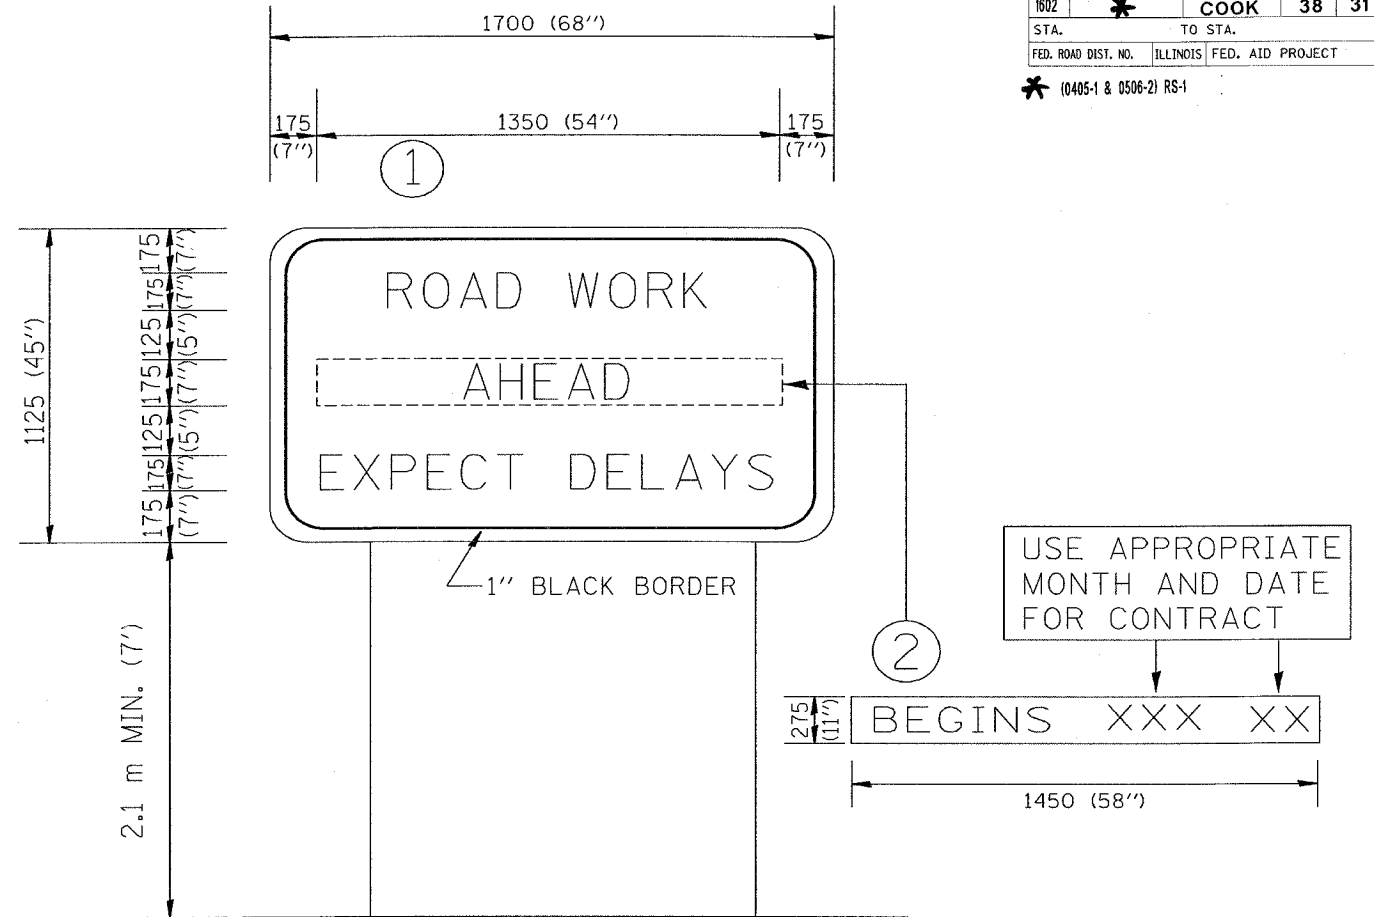 1602 COOK 38 31
STA. TO STA.
FED. ROAD DIST. NO. ILLINOIS FED. AID PROJECT
(0405-1 & 0506-2) RS-1
1700 (68")
175 (7")
1350 (54")
175 (7")
1
1125 (45")
175 (7")
175 (7")
125 (5")
175 (7")
125 (5")
175 (7")
175 (7")
ROAD WORK
AHEAD
EXPECT DELAYS
1" BLACK BORDER
2.1 m MIN. (7')
2
USE APPROPRIATE
MONTH AND DATE
FOR CONTRACT
275 (11")
BEGINS XXX XX
1450 (58")